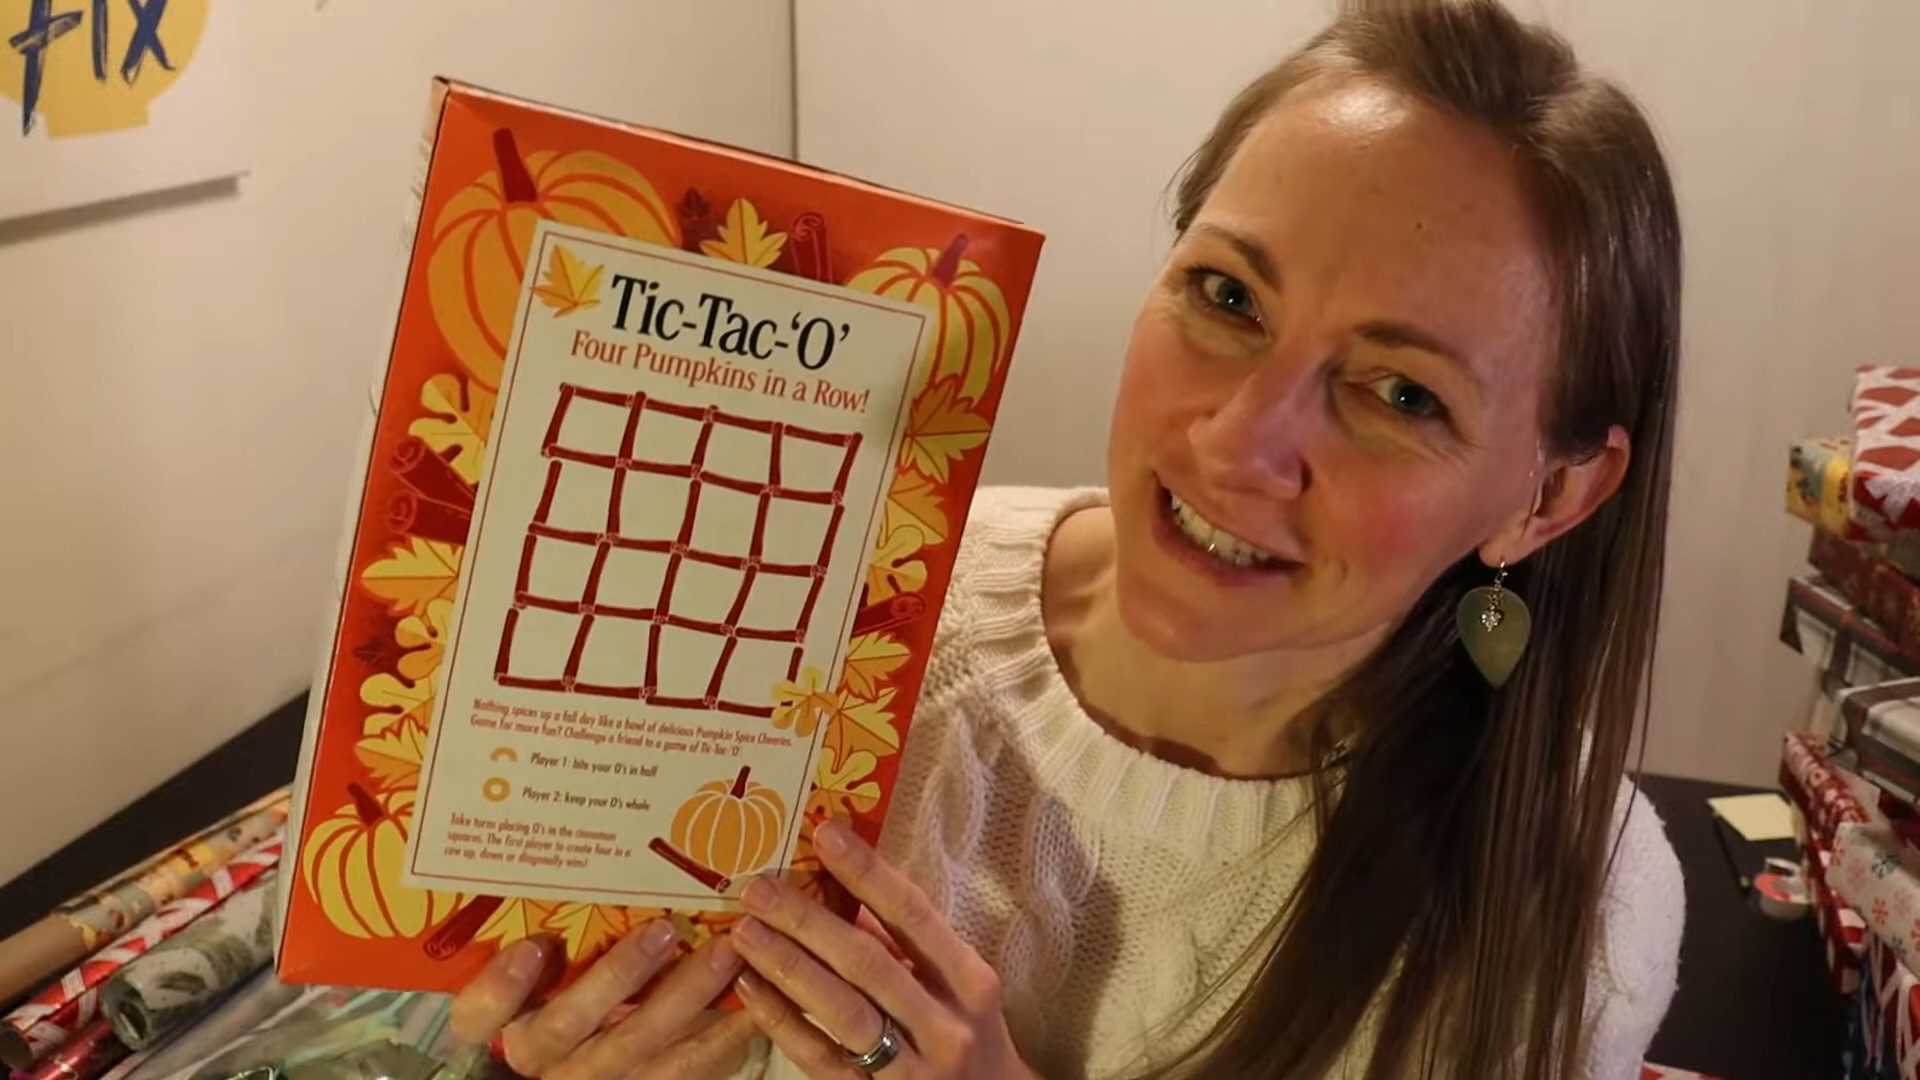 FIX
Tic-Tac-‘O’
Four Pumpkins in a Row!
Nothing spices up a fall day like a bowl of delicious Pumpkin Spice Cheerios.
Game for more fun? Challenge a friend to a game of Tic-Tac-‘O’.
Player 1: bite your O's in half
Player 2: keep your O's whole
Take turns placing O's in the cinnamon
squares. The first player to create four in a
row up, down or diagonally wins!